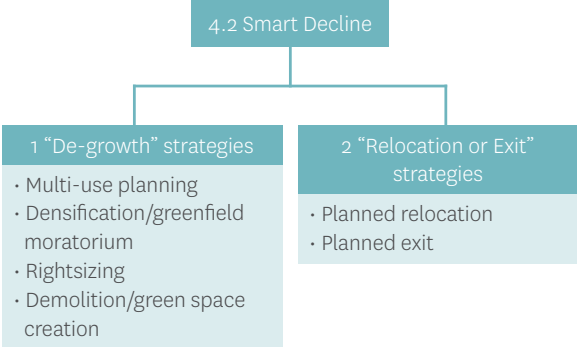 4.2 Smart Decline
1 “De-growth” strategies
• Multi-use planning
• Densification/greenfield
moratorium
• Rightsizing
• Demolition/green space
creation
2 “Relocation or Exit”
strategies
• Planned relocation
• Planned exit